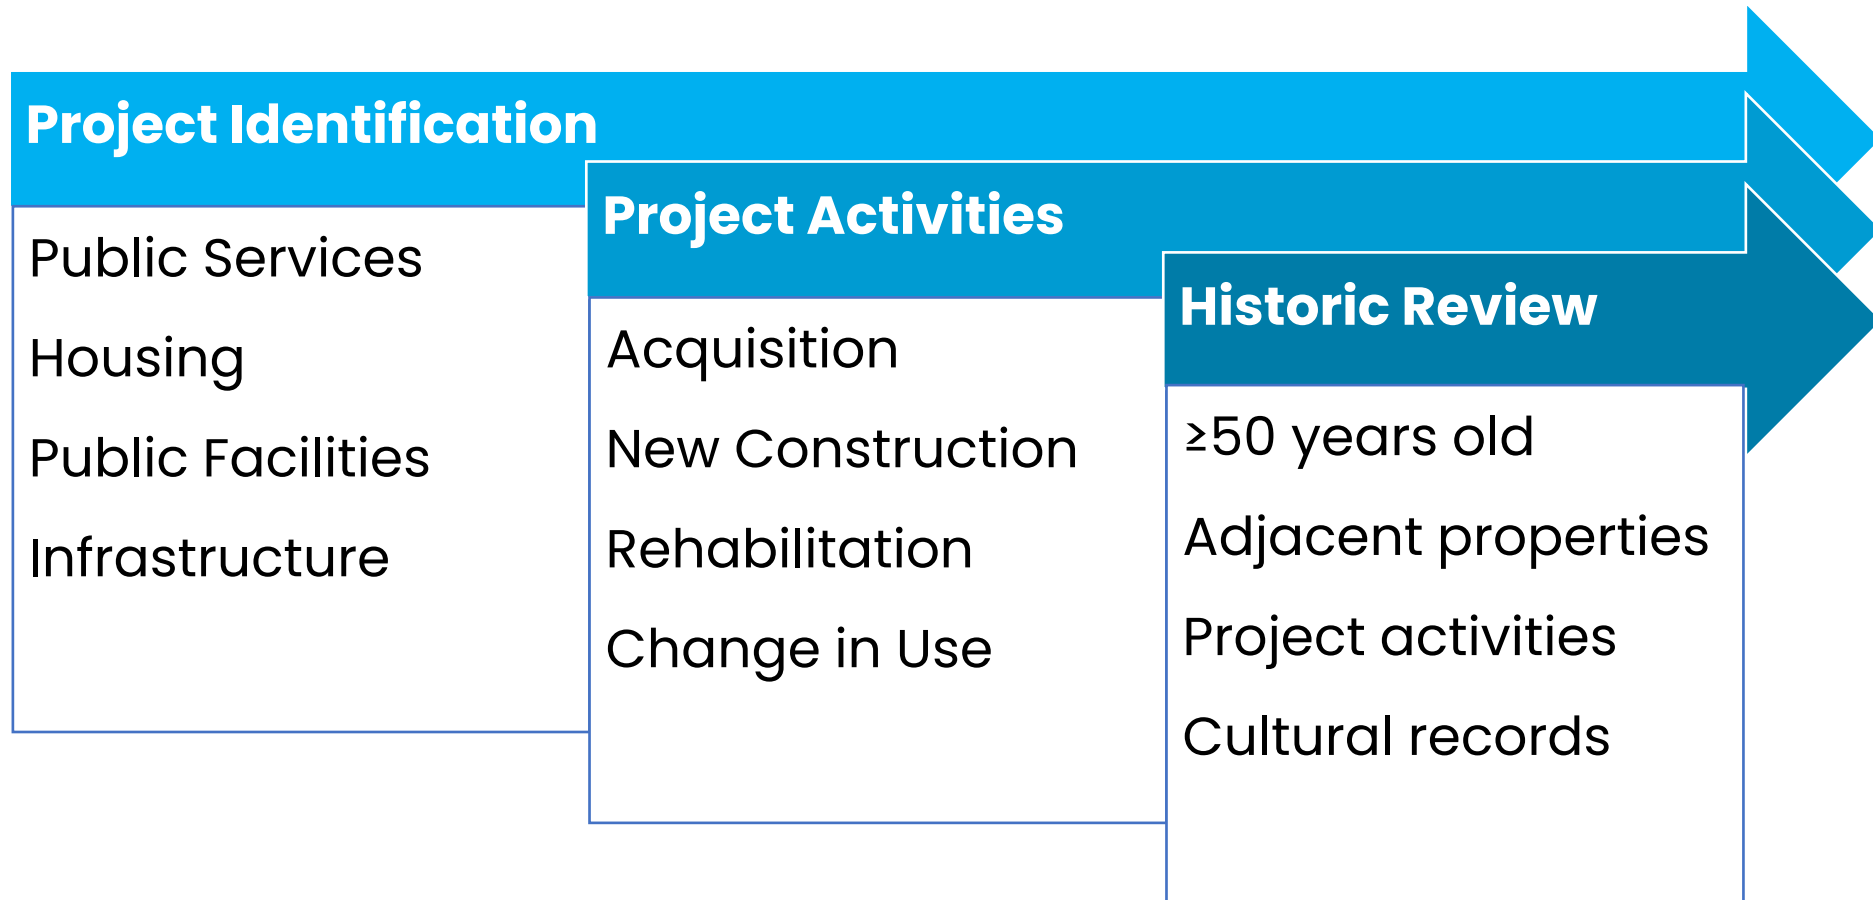 Project Identification
Public Services
Housing
Public Facilities
Infrastructure
Project Activities
Acquisition
New Construction
Rehabilitation
Change in Use
Historic Review
≥50 years old
Adjacent properties
Project activities
Cultural records